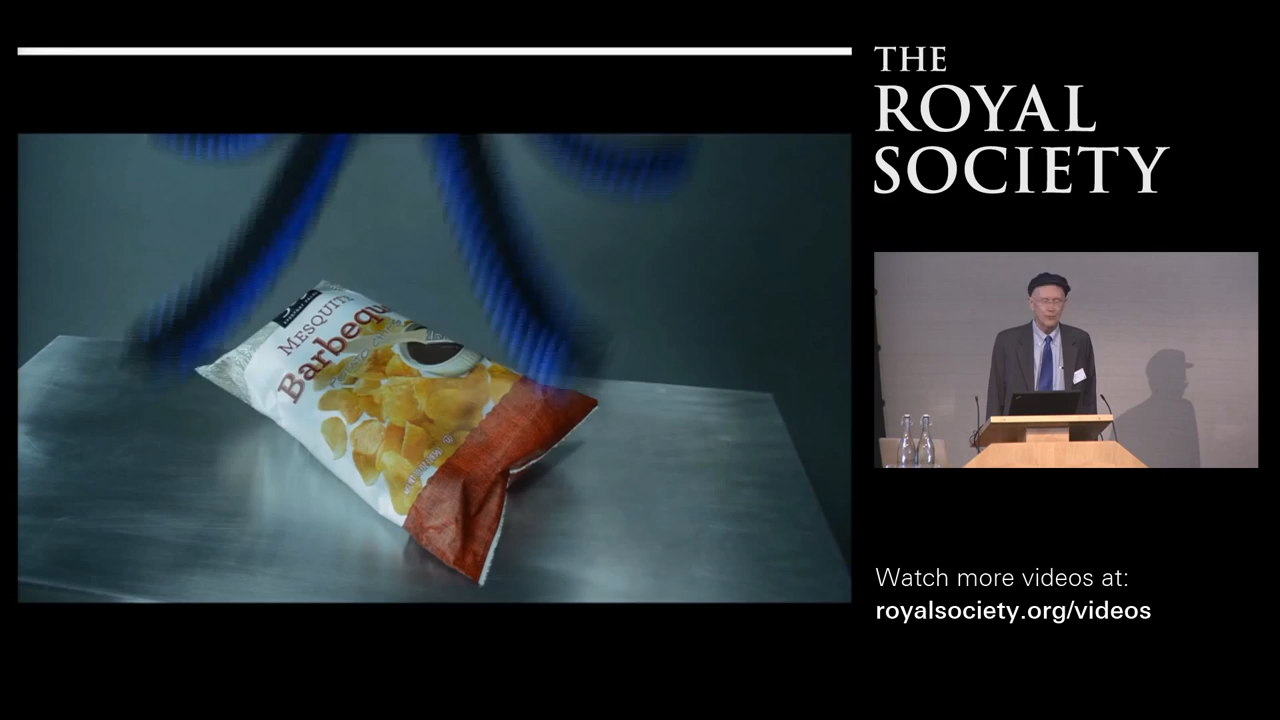 THE
ROYAL
SOCIETY
MESQUITE
Barbeque
Watch more videos at:
royalsociety.org/videos